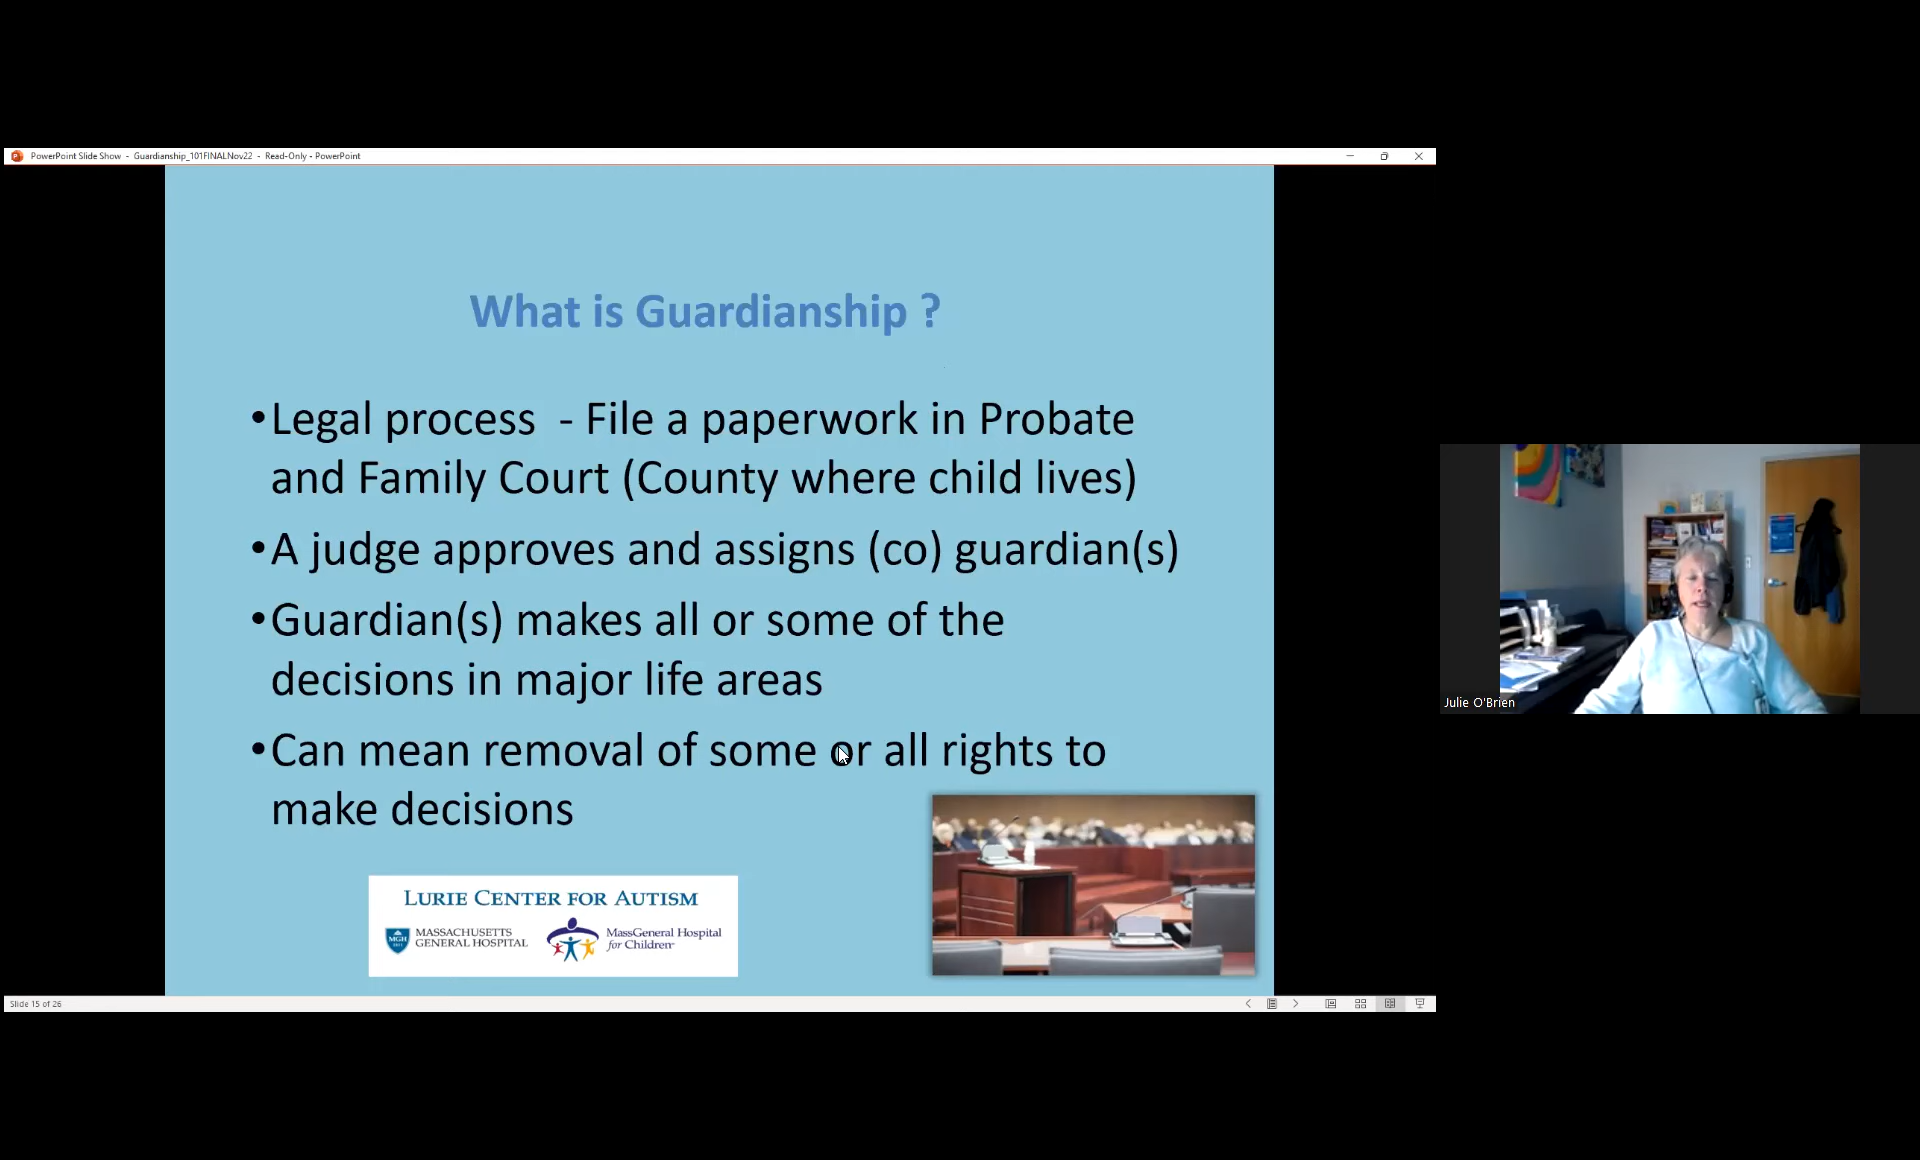 PowerPoint Slide Show - Guardianship_101FINALNov22 - Read-Only - PowerPoint
What is Guardianship ?
•Legal process - File a paperwork in Probate
and Family Court (County where child lives)
•A judge approves and assigns (co) guardian(s)
•Guardian(s) makes all or some of the
decisions in major life areas
•Can mean removal of some or all rights to
make decisions
LURIE CENTER FOR AUTISM
MGH
1811
MASSACHUSETTS
GENERAL HOSPITAL
MassGeneral Hospital
for Children
Slide 15 of 26
Julie O'Brien